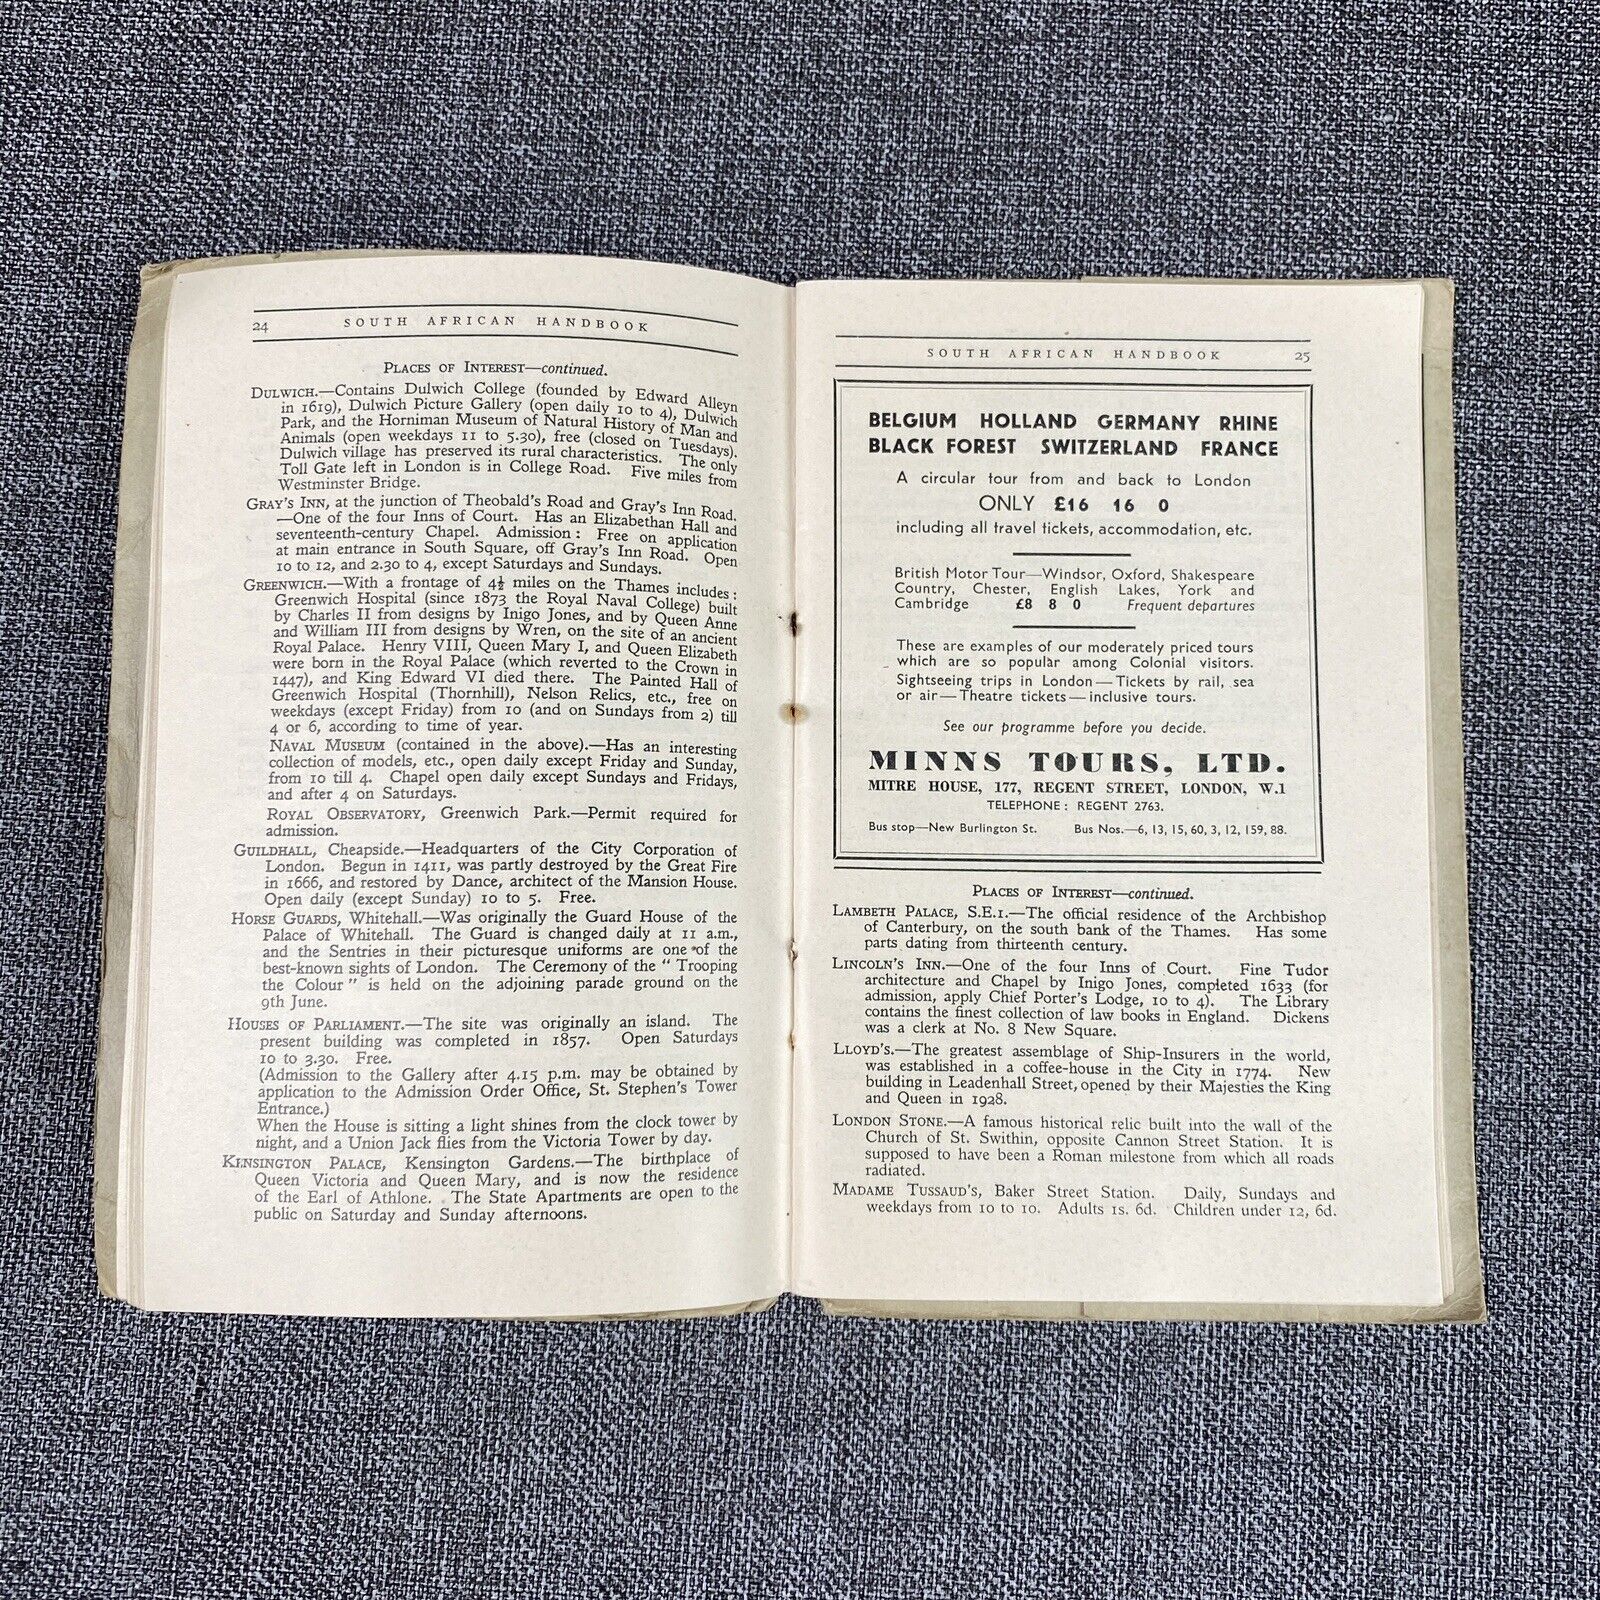 24 SOUTH AFRICAN HANDBOOK
PLACES OF INTEREST—continued.
DULWICH.—Contains Dulwich College (founded by Edward Alleyn
in 1619), Dulwich Picture Gallery (open daily 10 to 4), Dulwich
Park, and the Horniman Museum of Natural History of Man and
Animals (open weekdays 11 to 5.30), free (closed on Tuesdays).
Dulwich village has preserved its rural characteristics. The only
Toll Gate left in London is in College Road. Five miles from
Westminster Bridge.
GRAY'S INN, at the junction of Theobald's Road and Gray's Inn Road.
—One of the four Inns of Court. Has an Elizabethan Hall and
seventeenth-century Chapel. Admission: Free on application
at main entrance in South Square, off Gray's Inn Road. Open
10 to 12, and 2.30 to 4, except Saturdays and Sundays.
GREENWICH.—With a frontage of 4½ miles on the Thames includes:
Greenwich Hospital (since 1873 the Royal Naval College) built
by Charles II from designs by Inigo Jones, and by Queen Anne
and William III from designs by Wren, on the site of an ancient
Royal Palace. Henry VIII, Queen Mary I, and Queen Elizabeth
were born in the Royal Palace (which reverted to the Crown in
1447), and King Edward VI died there. The Painted Hall of
Greenwich Hospital (Thornhill), Nelson Relics, etc., free on
weekdays (except Friday) from 10 (and on Sundays from 2) till
4 or 6, according to time of year.
NAVAL MUSEUM (contained in the above).—Has an interesting
collection of models, etc., open daily except Friday and Sunday,
from 10 till 4. Chapel open daily except Sundays and Fridays,
and after 4 on Saturdays.
ROYAL OBSERVATORY, Greenwich Park.—Permit required for
admission.
GUILDHALL, Cheapside.—Headquarters of the City Corporation of
London. Begun in 1411, was partly destroyed by the Great Fire
in 1666, and restored by Dance, architect of the Mansion House.
Open daily (except Sunday) 10 to 5. Free.
HORSE GUARDS, Whitehall.—Was originally the Guard House of the
Palace of Whitehall. The Guard is changed daily at 11 a.m.,
and the Sentries in their picturesque uniforms are one of the
best-known sights of London. The Ceremony of the " Trooping
the Colour " is held on the adjoining parade ground on the
9th June.
HOUSES OF PARLIAMENT.—The site was originally an island. The
present building was completed in 1857. Open Saturdays
10 to 3.30. Free.
(Admission to the Gallery after 4.15 p.m. may be obtained by
application to the Admission Order Office, St. Stephen's Tower
Entrance.)
When the House is sitting a light shines from the clock tower by
night, and a Union Jack flies from the Victoria Tower by day.
KENSINGTON PALACE, Kensington Gardens.—The birthplace of
Queen Victoria and Queen Mary, and is now the residence
of the Earl of Athlone. The State Apartments are open to the
public on Saturday and Sunday afternoons.
SOUTH AFRICAN HANDBOOK 25
BELGIUM HOLLAND GERMANY RHINE
BLACK FOREST SWITZERLAND FRANCE
A circular tour from and back to London
ONLY £16 16 0
including all travel tickets, accommodation, etc.
British Motor Tour—Windsor, Oxford, Shakespeare
Country, Chester, English Lakes, York and
Cambridge £8 8 0 Frequent departures
These are examples of our moderately priced tours
which are so popular among Colonial visitors.
Sightseeing trips in London—Tickets by rail, sea
or air—Theatre tickets—inclusive tours.
See our programme before you decide.
MINNS TOURS, LTD.
MITRE HOUSE, 177, REGENT STREET, LONDON, W.1
TELEPHONE: REGENT 2763.
Bus stop—New Burlington St. Bus Nos.—6, 13, 15, 60, 3, 12, 159, 88.
PLACES OF INTEREST—continued.
LAMBETH PALACE, S.E.1.—The official residence of the Archbishop
of Canterbury, on the south bank of the Thames. Has some
parts dating from thirteenth century.
LINCOLN'S INN.—One of the four Inns of Court. Fine Tudor
architecture and Chapel by Inigo Jones, completed 1633 (for
admission, apply Chief Porter's Lodge, 10 to 4). The Library
contains the finest collection of law books in England. Dickens
was a clerk at No. 8 New Square.
LLOYD'S.—The greatest assemblage of Ship-Insurers in the world,
was established in a coffee-house in the City in 1774. New
building in Leadenhall Street, opened by their Majesties the King
and Queen in 1928.
LONDON STONE.—A famous historical relic built into the wall of the
Church of St. Swithin, opposite Cannon Street Station. It is
supposed to have been a Roman milestone from which all roads
radiated.
MADAME TUSSAUD'S, Baker Street Station. Daily, Sundays and
weekdays from 10 to 10. Adults 1s. 6d. Children under 12, 6d.